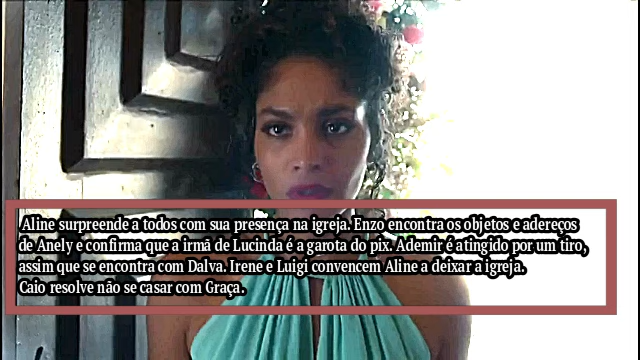 Aline surpreende a todos com sua presença na igreja. Enzo encontra os objetos e adereços
de Anely e confirma que a irmã de Lucinda é a garota do pix. Ademir é atingido por um tiro,
assim que se encontra com Dalva. Irene e Luigi convencem Aline a deixar a igreja.
Caio resolve não se casar com Graça.